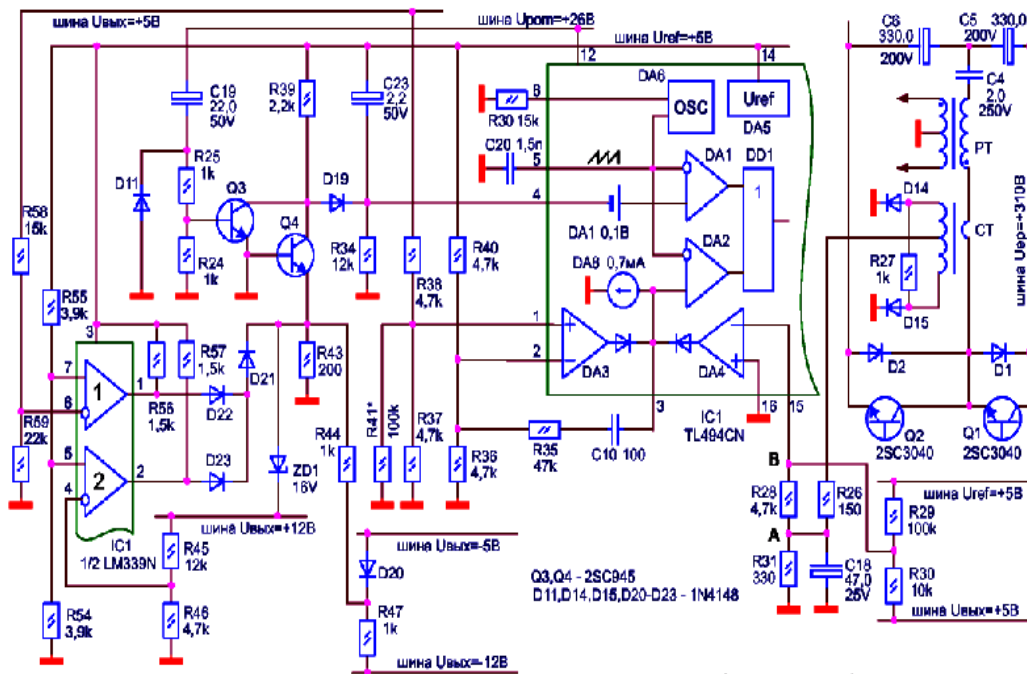 шина Uвых=+5В
шина Uрот=+26В
шина Uref=+5В
12
14
C6
330,0
200V
C5
200V
330,0
C4
2,0
250V
PT
CT
шина Uер=+310В
C19
22,0
50V
R39
2,2k
C23
2,2
50V
DA6
OSC
Uref
DA5
8
R30 15k
C20 1,5n
5
DA1
DD1
1
R25
1k
D11
Q3
Q4
D19
4
DA1 0,1В
DA2
DA8 0,7мА
R58
15k
R24
1k
R34
12k
R38
4,7k
R40
4,7k
D14
R27
1k
D15
R55
3,9k
3
R57
1,5k
R56
1,5k
D21
D22
D23
R43
200
1
2
DA3
DA4
3
16
15
IC1
TL494CN
D2
D1
Q2
2SC3040
Q1
2SC3040
7
6
1
1
5
4
2
2
R59
22k
R44
1k
R41*
100k
R37
4,7k
R36
4,7k
R35
47k
C10 100
ZD1
16V
B
A
R28
4,7k
R26
150
R31
330
C18
47,0
25V
шина Uref=+5В
R29
100k
R30
10k
шина Uвых=+5В
IC1
1/2 LM339N
шина Uвых=+12В
R45
12k
R46
4,7k
R54
3,9k
шина Uвых=-5В
D20
R47
1k
шина Uвых=-12В
Q3,Q4 - 2SC945
D11,D14,D15,D20-D23 - 1N4148